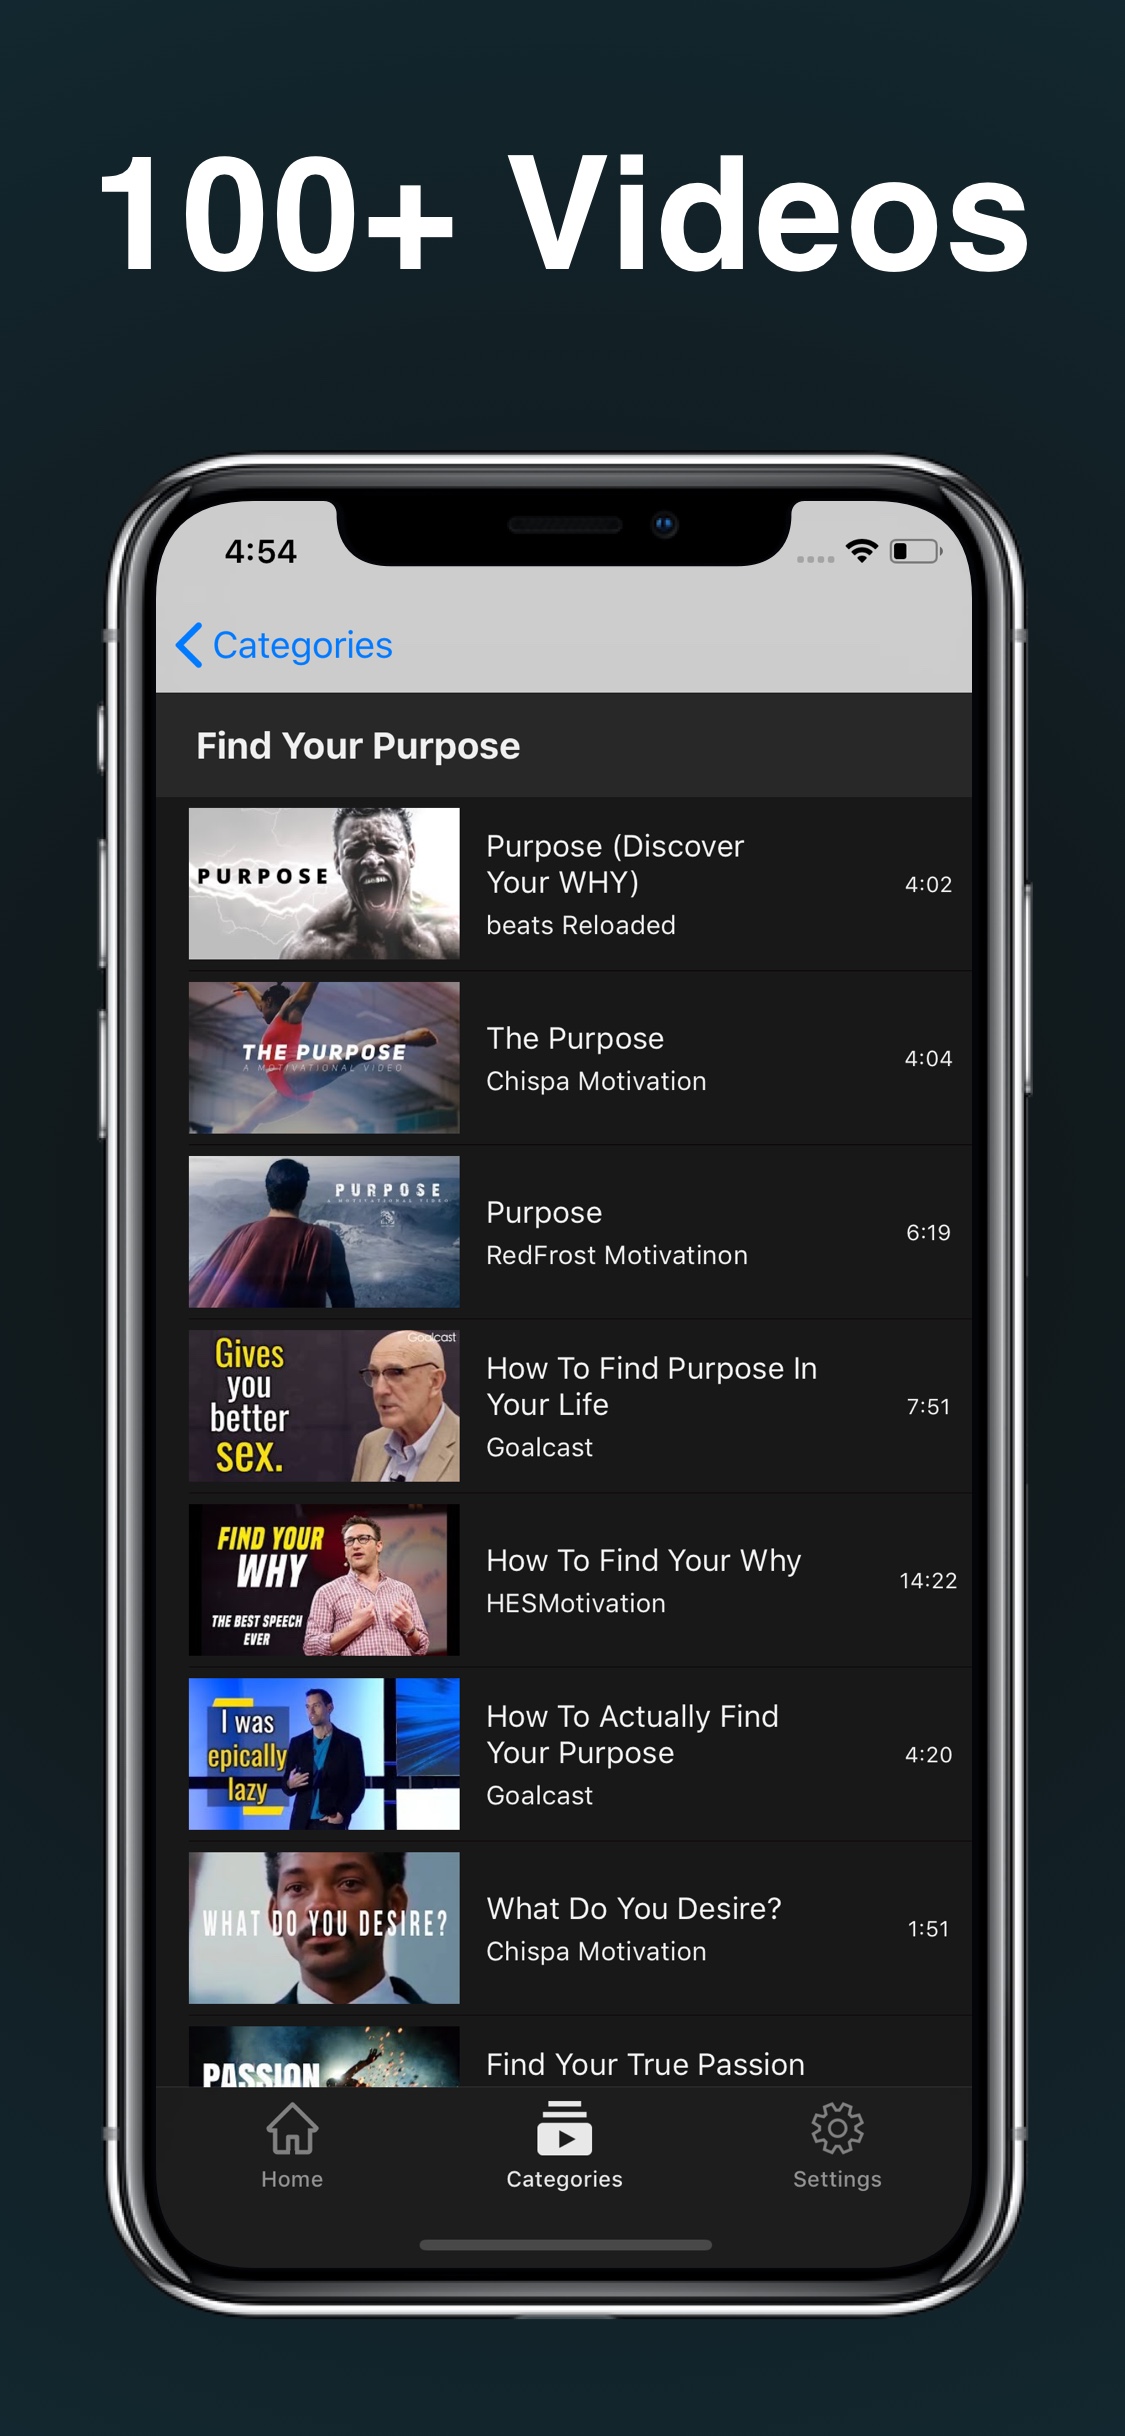 100+ Videos
4:54
Categories
Find Your Purpose
PURPOSE
Purpose (Discover
Your WHY)
beats Reloaded
4:02
THE PURPOSE
A MOTIVATIONAL VIDEO
The Purpose
Chispa Motivation
4:04
PURPOSE
A MOTIVATIONAL VIDEO
Purpose
RedFrost Motivatinon
6:19
Goalcast
Gives
you
better
sex.
How To Find Purpose In
Your Life
Goalcast
7:51
FIND YOUR
WHY
THE BEST SPEECH
EVER
How To Find Your Why
HESMotivation
14:22
I was
epically
lazy
How To Actually Find
Your Purpose
Goalcast
4:20
WHAT DO YOU DESIRE?
What Do You Desire?
Chispa Motivation
1:51
PASSION
Find Your True Passion
Home
Categories
Settings